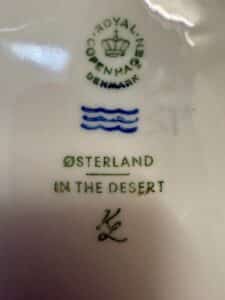 ROYAL COPENHAGEN
DENMARK
ØSTERLAND
IN THE DESERT
KL